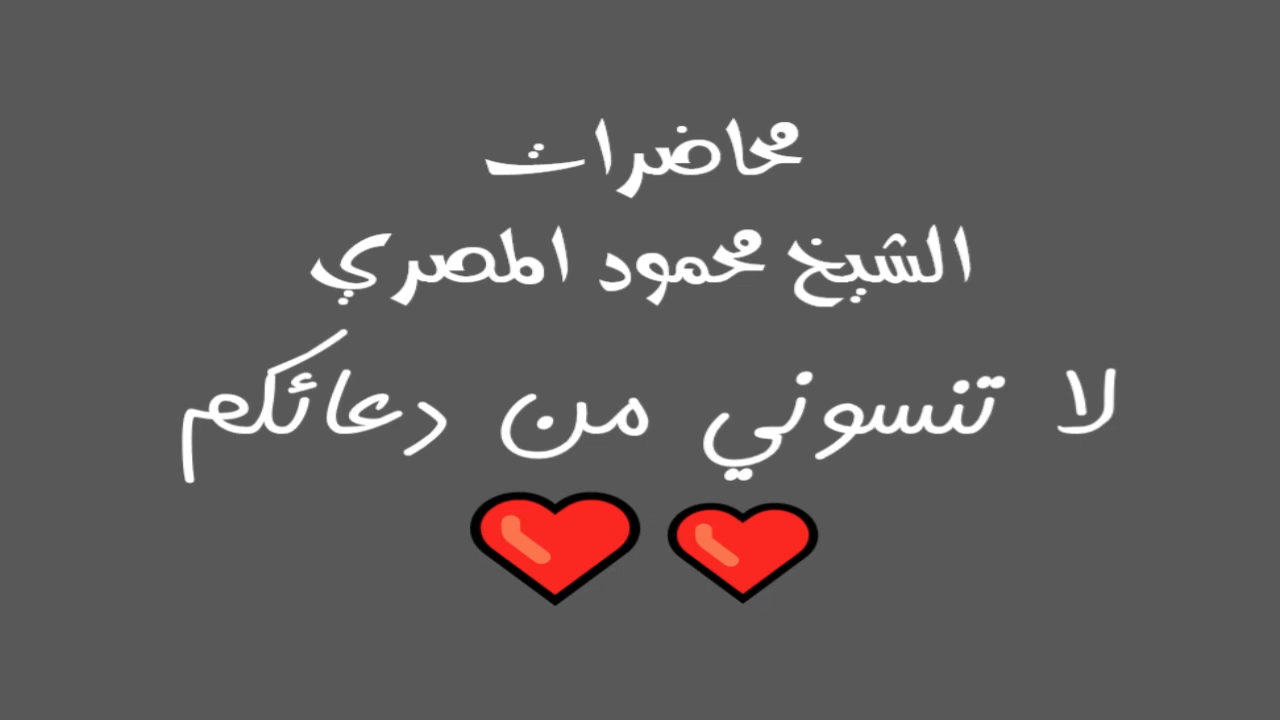 محاضرات
الشيخ محمود المصري
لا تنسوني من دعائكم